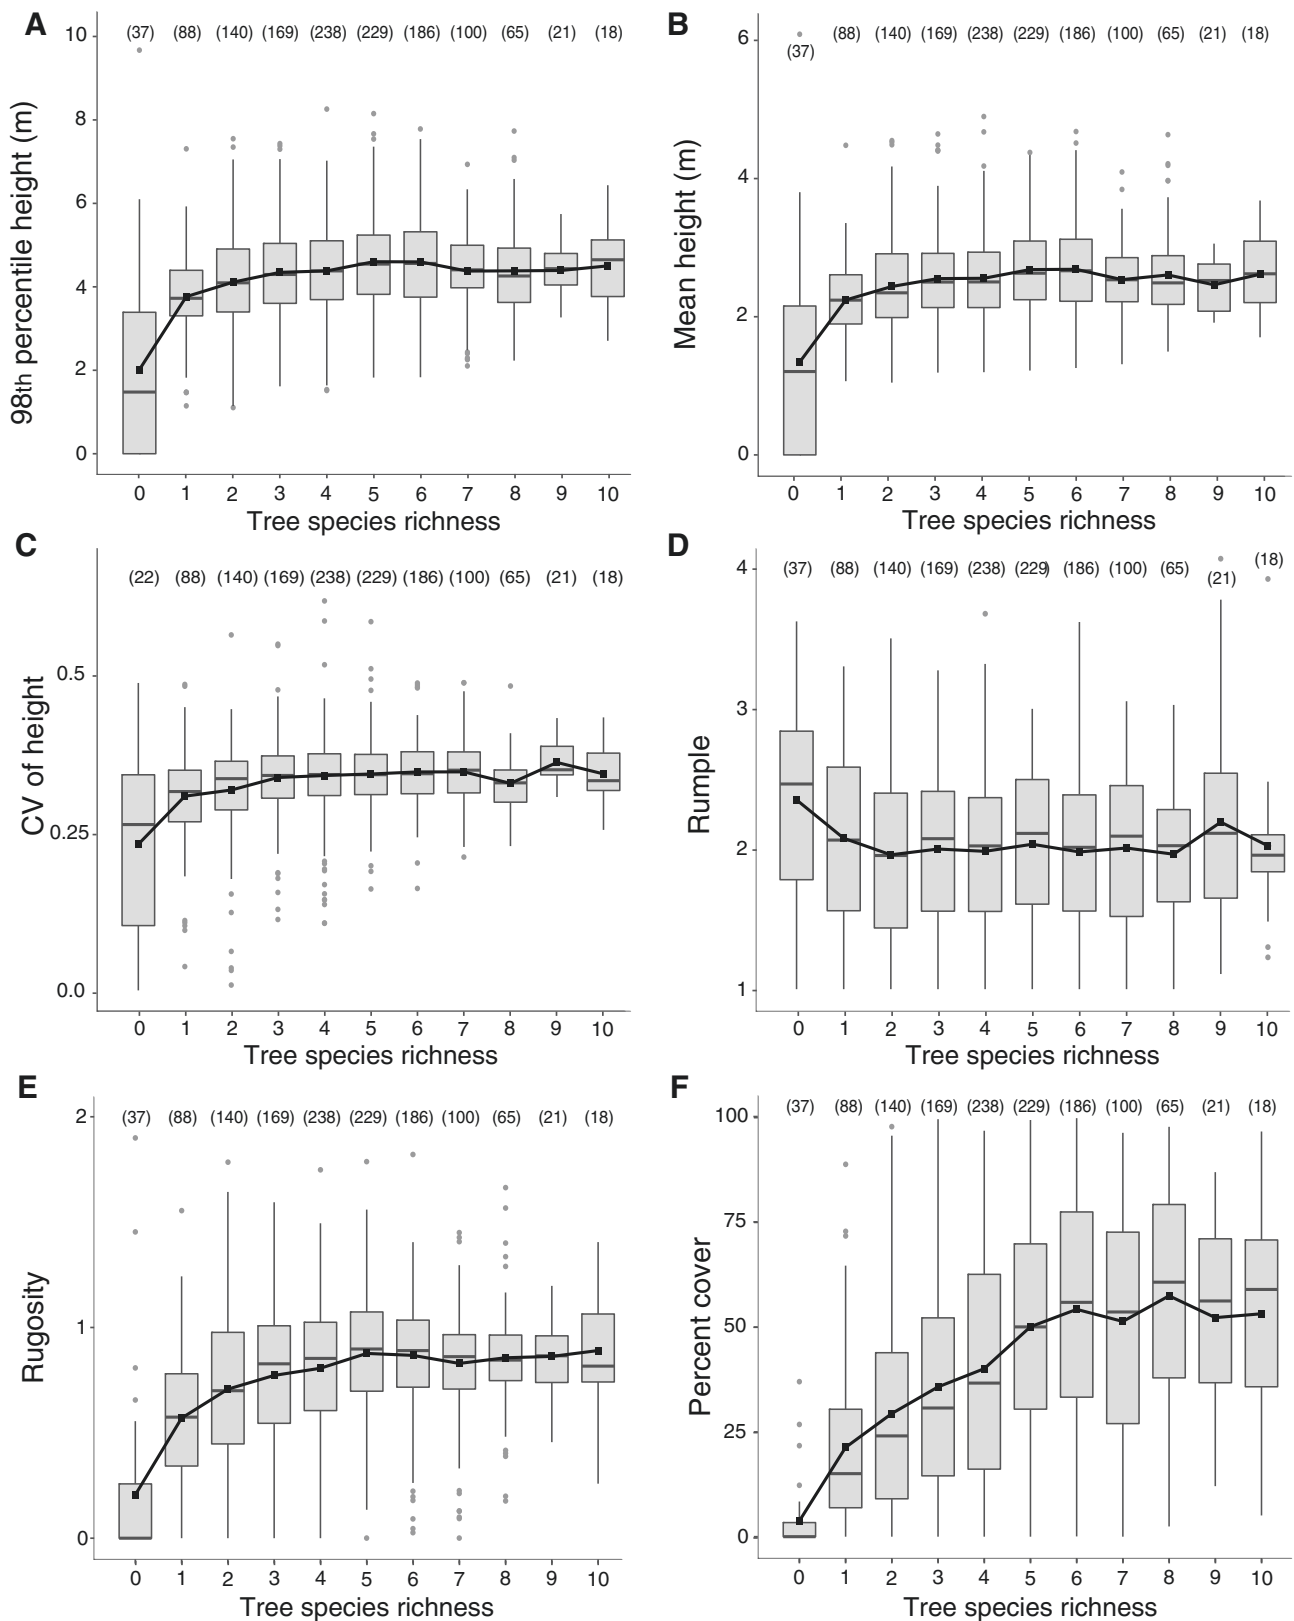 A
(37) (88) (140) (169) (238) (229) (186) (100) (65) (21) (18)
10
8
6
4
2
0
98th percentile height (m)
0 1 2 3 4 5 6 7 8 9 10
Tree species richness
B
(37) (88) (140) (169) (238) (229) (186) (100) (65) (21) (18)
6
4
2
0
Mean height (m)
0 1 2 3 4 5 6 7 8 9 10
Tree species richness
C
(22) (88) (140) (169) (238) (229) (186) (100) (65) (21) (18)
0.5
0.25
0.0
CV of height
0 1 2 3 4 5 6 7 8 9 10
Tree species richness
D
(37) (88) (140) (169) (238) (229) (186) (100) (65) (21) (18)
4
3
2
1
Rumple
0 1 2 3 4 5 6 7 8 9 10
Tree species richness
E
(37) (88) (140) (169) (238) (229) (186) (100) (65) (21) (18)
2
1
0
Rugosity
0 1 2 3 4 5 6 7 8 9 10
Tree species richness
F
(37) (88) (140) (169) (238) (229) (186) (100) (65) (21) (18)
100
75
50
25
0
Percent cover
0 1 2 3 4 5 6 7 8 9 10
Tree species richness